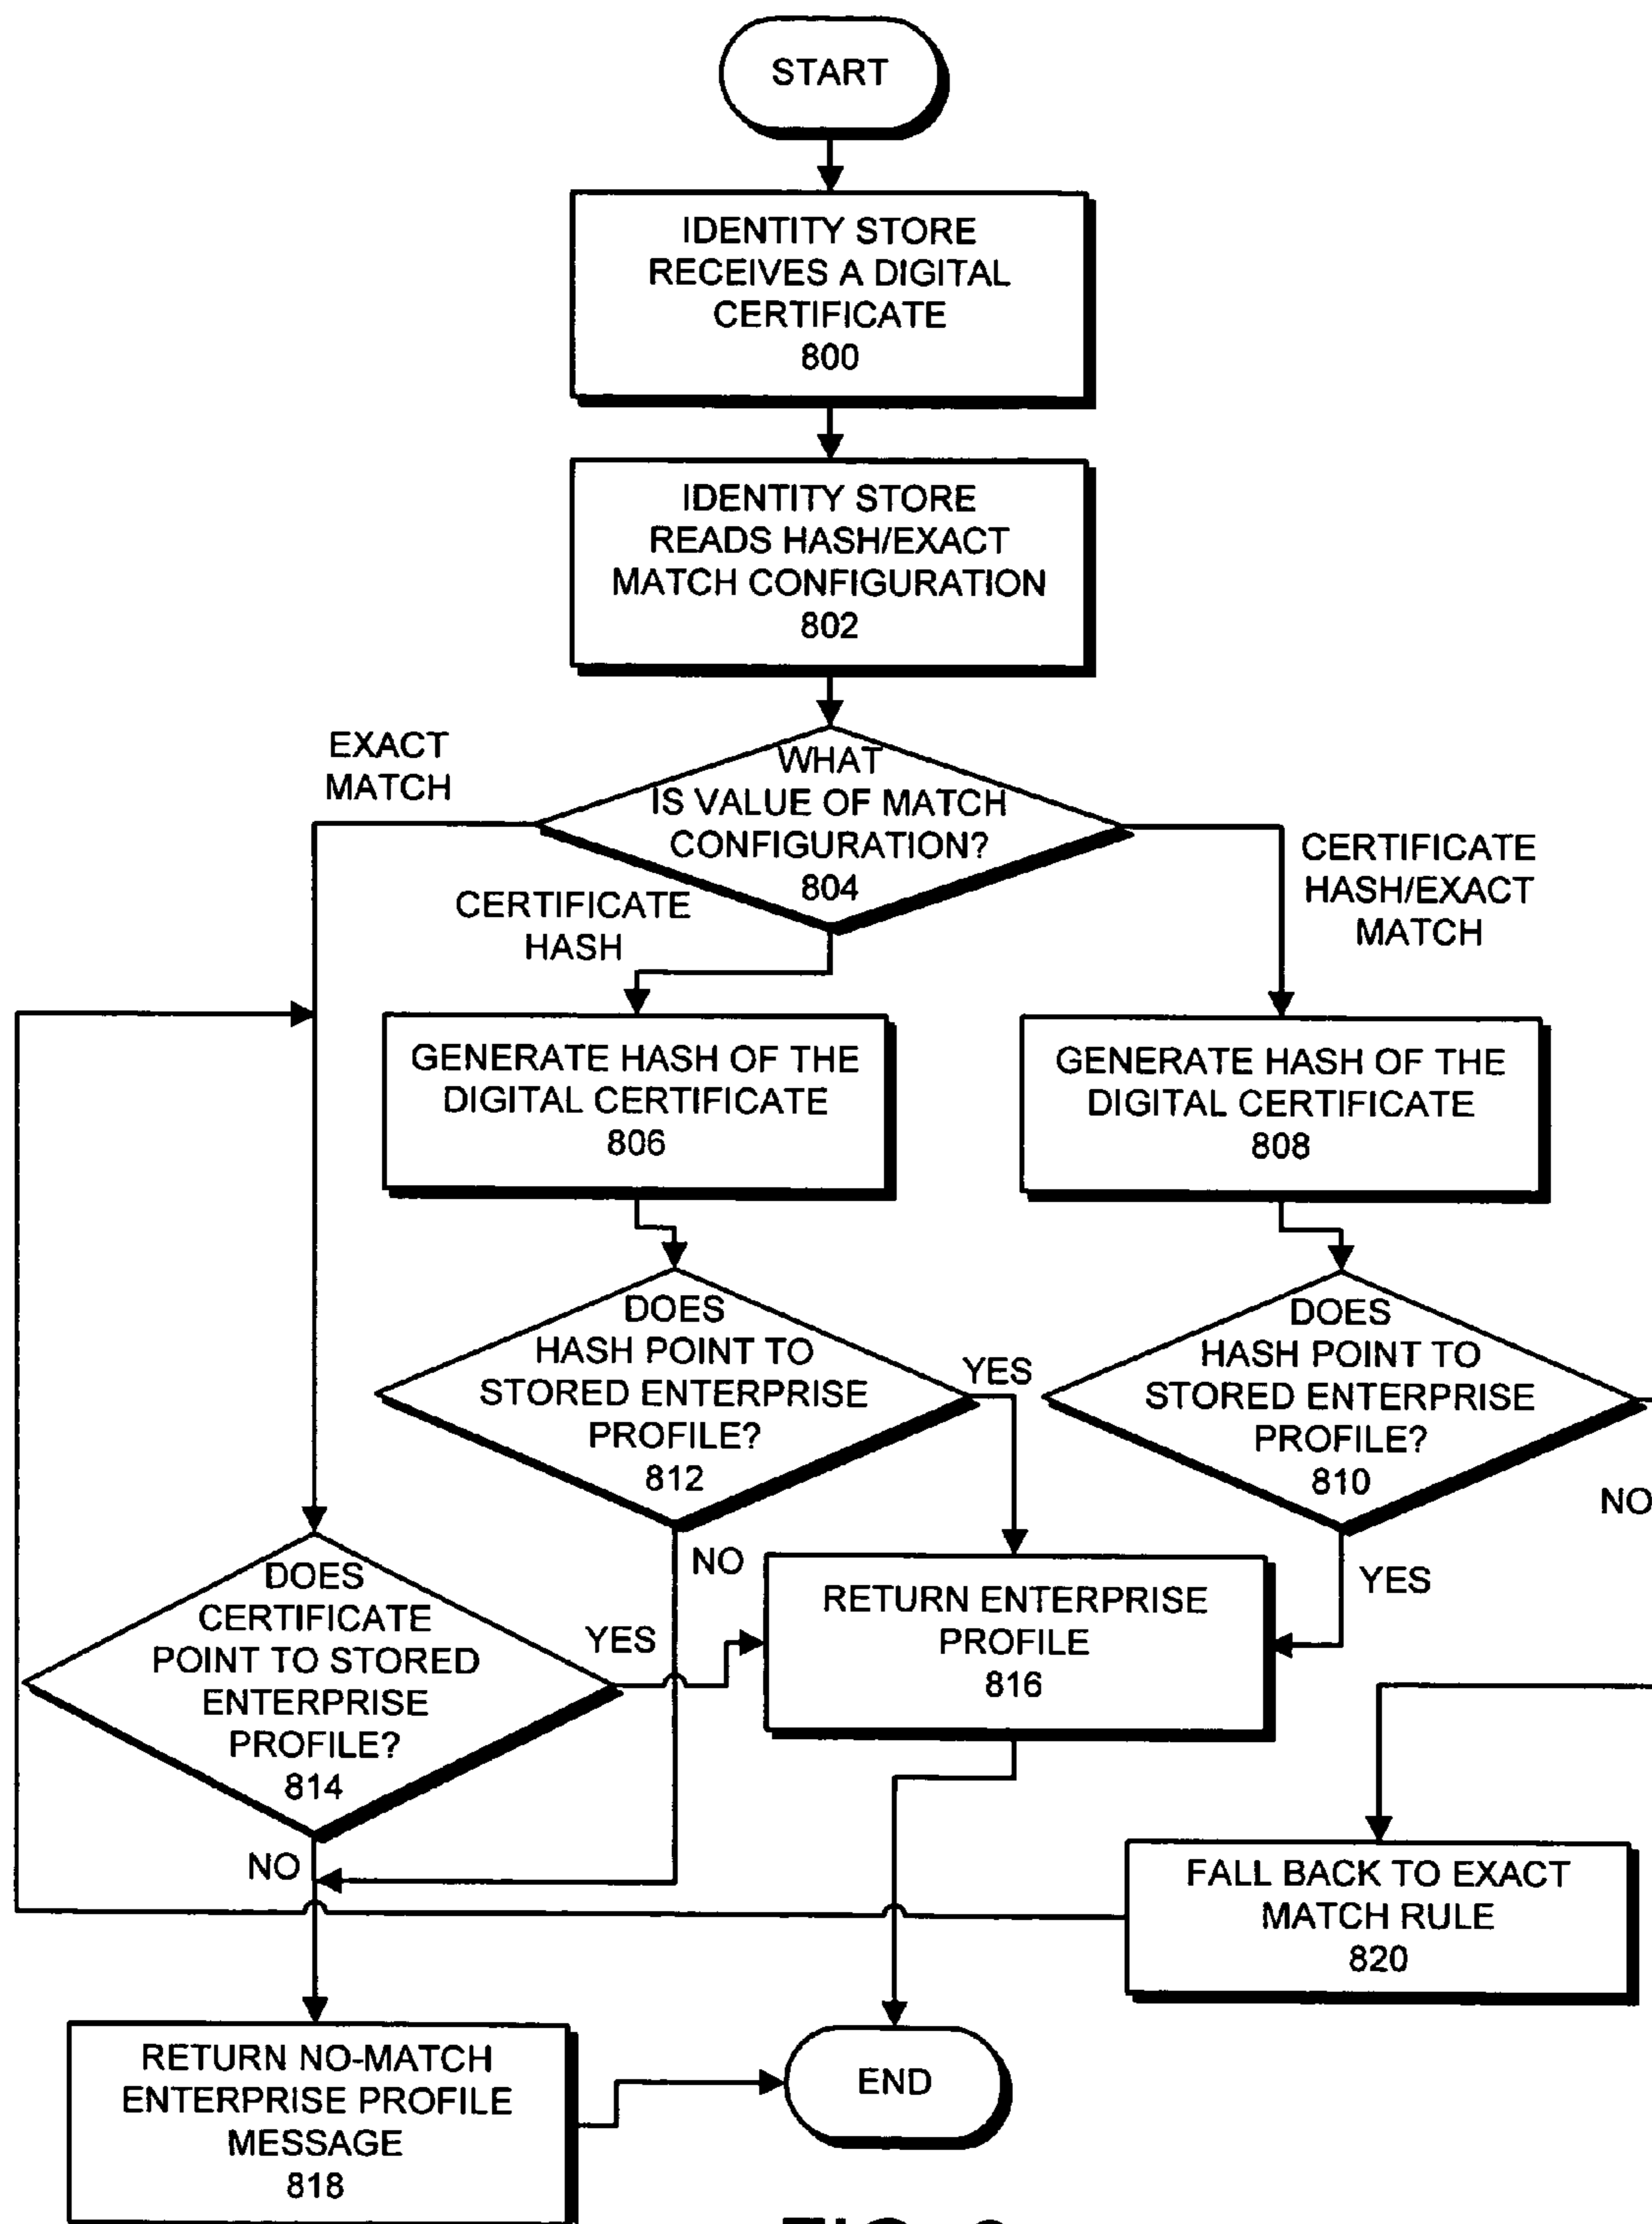 START
IDENTITY STORE
RECEIVES A DIGITAL
CERTIFICATE
800
IDENTITY STORE
READS HASH/EXACT
MATCH CONFIGURATION
802
EXACT
MATCH
WHAT
IS VALUE OF MATCH
CONFIGURATION?
804
CERTIFICATE
HASH
CERTIFICATE
HASH/EXACT
MATCH
GENERATE HASH OF THE
DIGITAL CERTIFICATE
806
GENERATE HASH OF THE
DIGITAL CERTIFICATE
808
DOES
HASH POINT TO
STORED ENTERPRISE
PROFILE?
812
YES
NO
DOES
HASH POINT TO
STORED ENTERPRISE
PROFILE?
810
NO
YES
DOES
CERTIFICATE
POINT TO STORED
ENTERPRISE
PROFILE?
814
YES
NO
RETURN ENTERPRISE
PROFILE
816
FALL BACK TO EXACT
MATCH RULE
820
RETURN NO-MATCH
ENTERPRISE PROFILE
MESSAGE
818
END